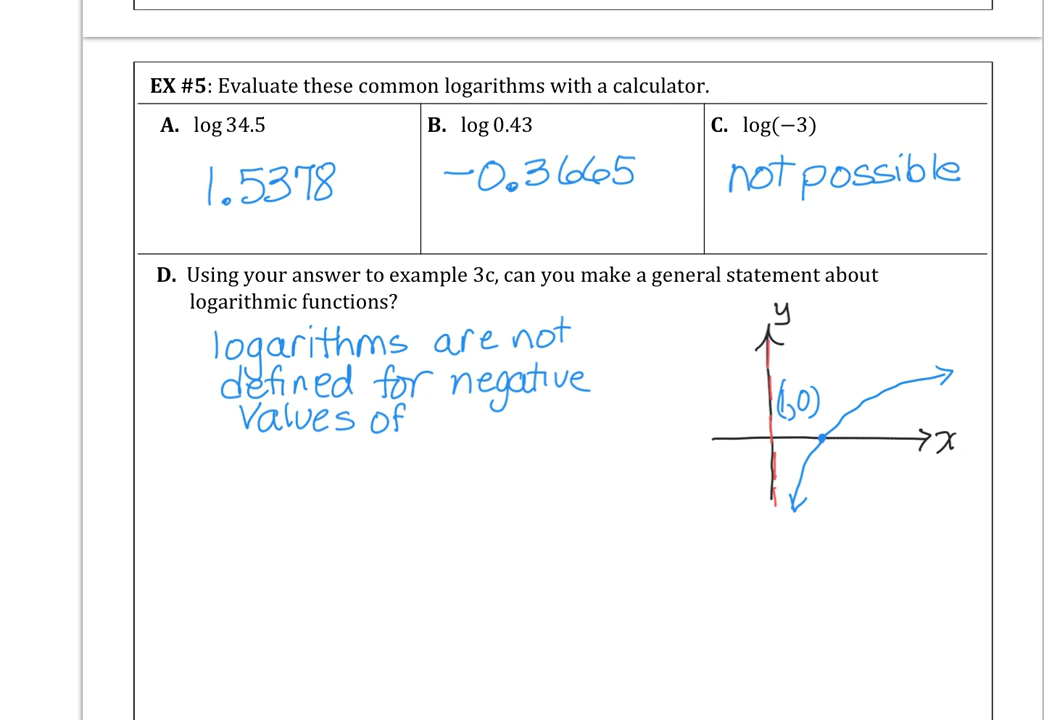 EX #5: Evaluate these common logarithms with a calculator.
A. log 34.5
B. log 0.43
C. log(−3)
1.5378
−0.3665
not possible
D. Using your answer to example 3c, can you make a general statement about
logarithmic functions?
logarithms are not
defined for negative
values of
y
(1,0)
x